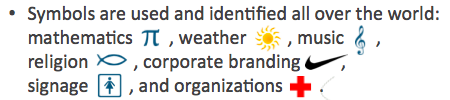 • Symbols are used and identified all over the world:
mathematics π , weather , music 𝄞 ,
religion , corporate branding ,
signage , and organizations .